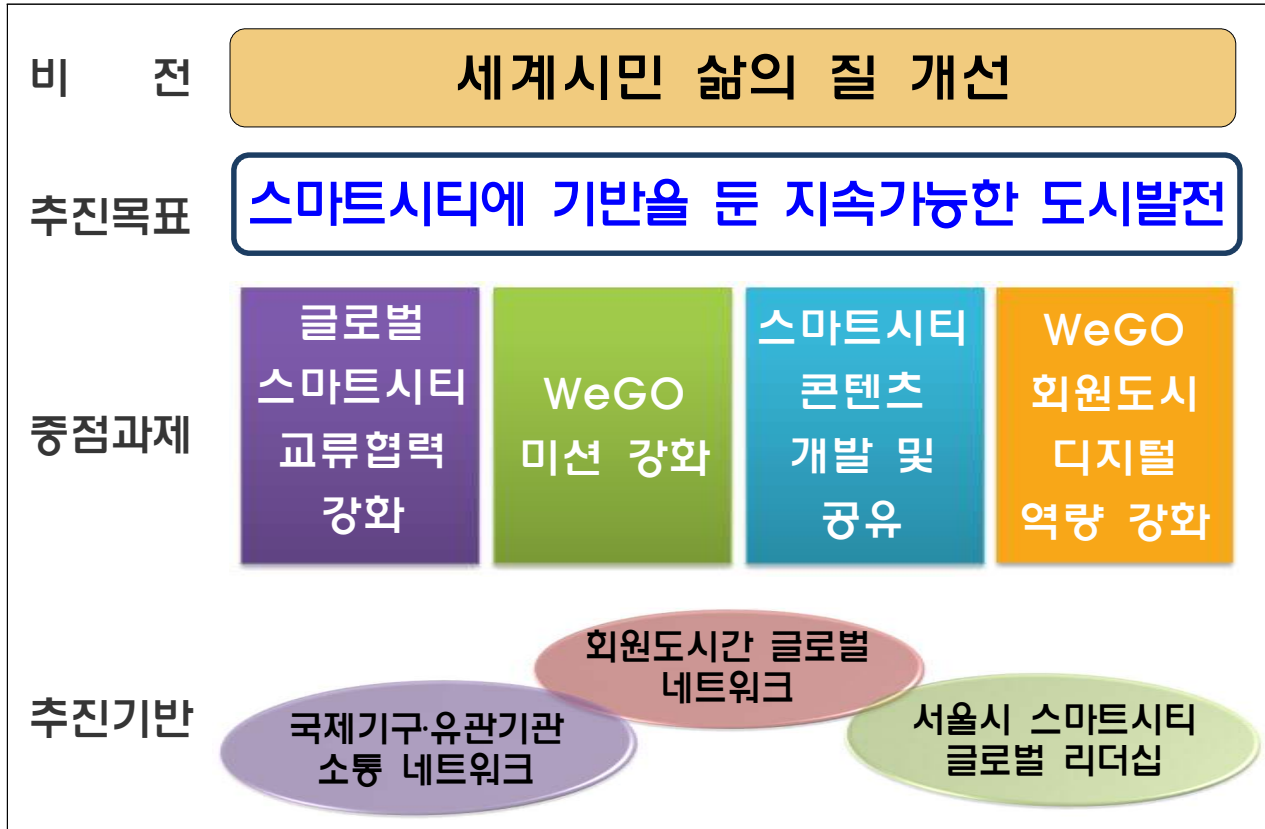 비 전
세계시민 삶의 질 개선
추진목표
스마트시티에 기반을 둔 지속가능한 도시발전
중점과제
글로벌
스마트시티
교류협력
강화
WeGO
미션 강화
스마트시티
콘텐츠
개발 및
공유
WeGO
회원도시
디지털
역량 강화
추진기반
국제기구·유관기관
소통 네트워크
회원도시간 글로벌
네트워크
서울시 스마트시티
글로벌 리더십